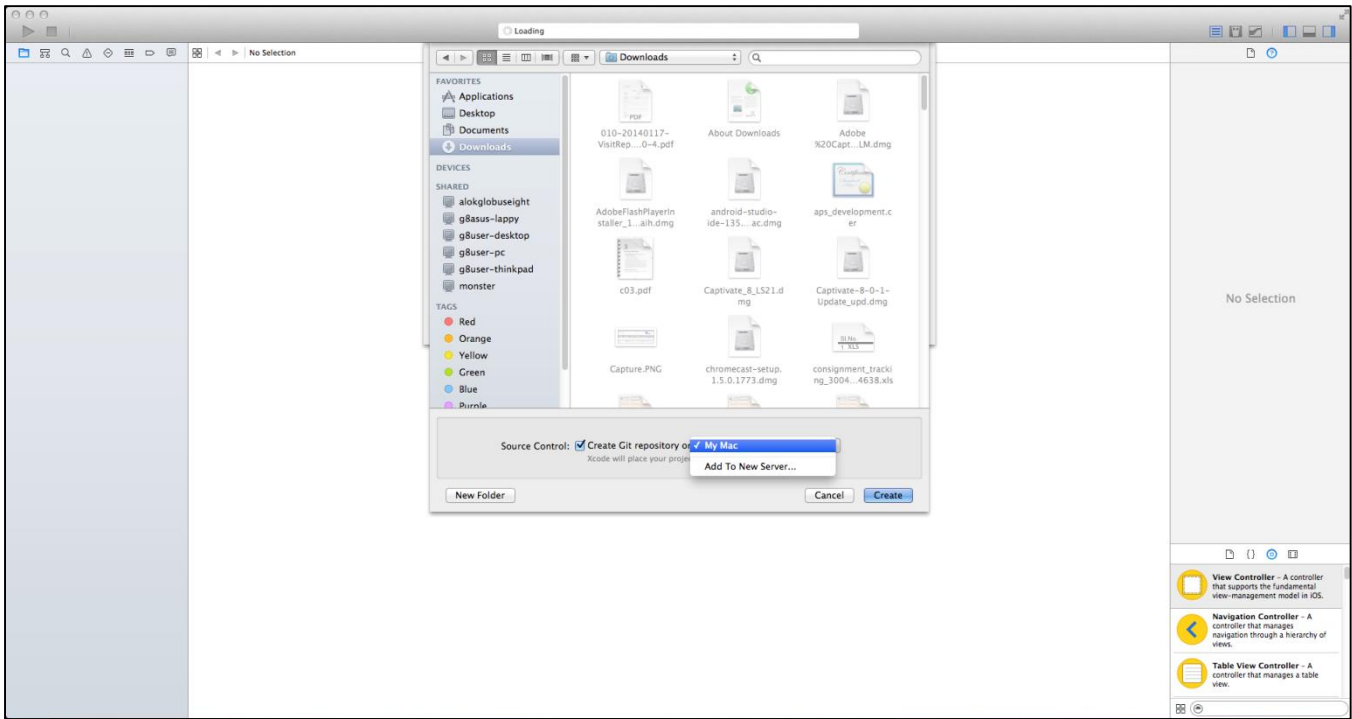 Loading
No Selection
Downloads
FAVORITES
Applications
Desktop
Documents
Downloads
DEVICES
SHARED
alokglobuseight
g8asus-lappy
g8user-desktop
g8user-pc
g8user-thinkpad
monster
TAGS
Red
Orange
Yellow
Green
Blue
Purple
PDF
010-20140117-
VisitRep....0-4.pdf
About Downloads
Adobe
%20Capt...LM.dmg
AdobeFlashPlayerIn
staller_1...aih.dmg
android-studio-
ide-135....ac.dmg
aps_development.c
er
c03.pdf
Captivate_8_LS21.d
mg
Captivate-8-0-1-
Update_upd.dmg
Capture.PNG
chromecast-setup.
1.5.0.1773.dmg
XLS
consignment_tracki
ng_3004...4638.xls
Source Control: Create Git repository on
✓ My Mac
Xcode will place your
Add To New Server...
New Folder
Cancel
Create
No Selection
View Controller - A controller
that supports the fundamental
view-management model in iOS.
Navigation Controller - A
controller that manages
navigation through a hierarchy of
views.
Table View Controller - A
controller that manages a table
view.